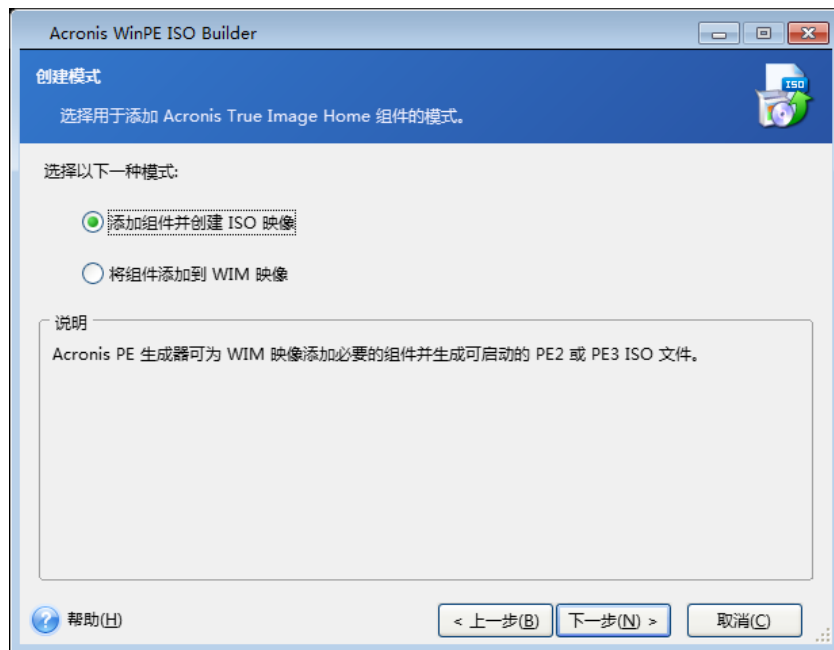 Acronis WinPE ISO Builder
创建模式
选择用于添加 Acronis True Image Home 组件的模式。
ISO
选择以下一种模式:
添加组件并创建 ISO 映像
将组件添加到 WIM 映像
说明
Acronis PE 生成器可为 WIM 映像添加必要的组件并生成可启动的 PE2 或 PE3 ISO 文件。
帮助(H)
< 上一步(B)
下一步(N) >
取消(C)